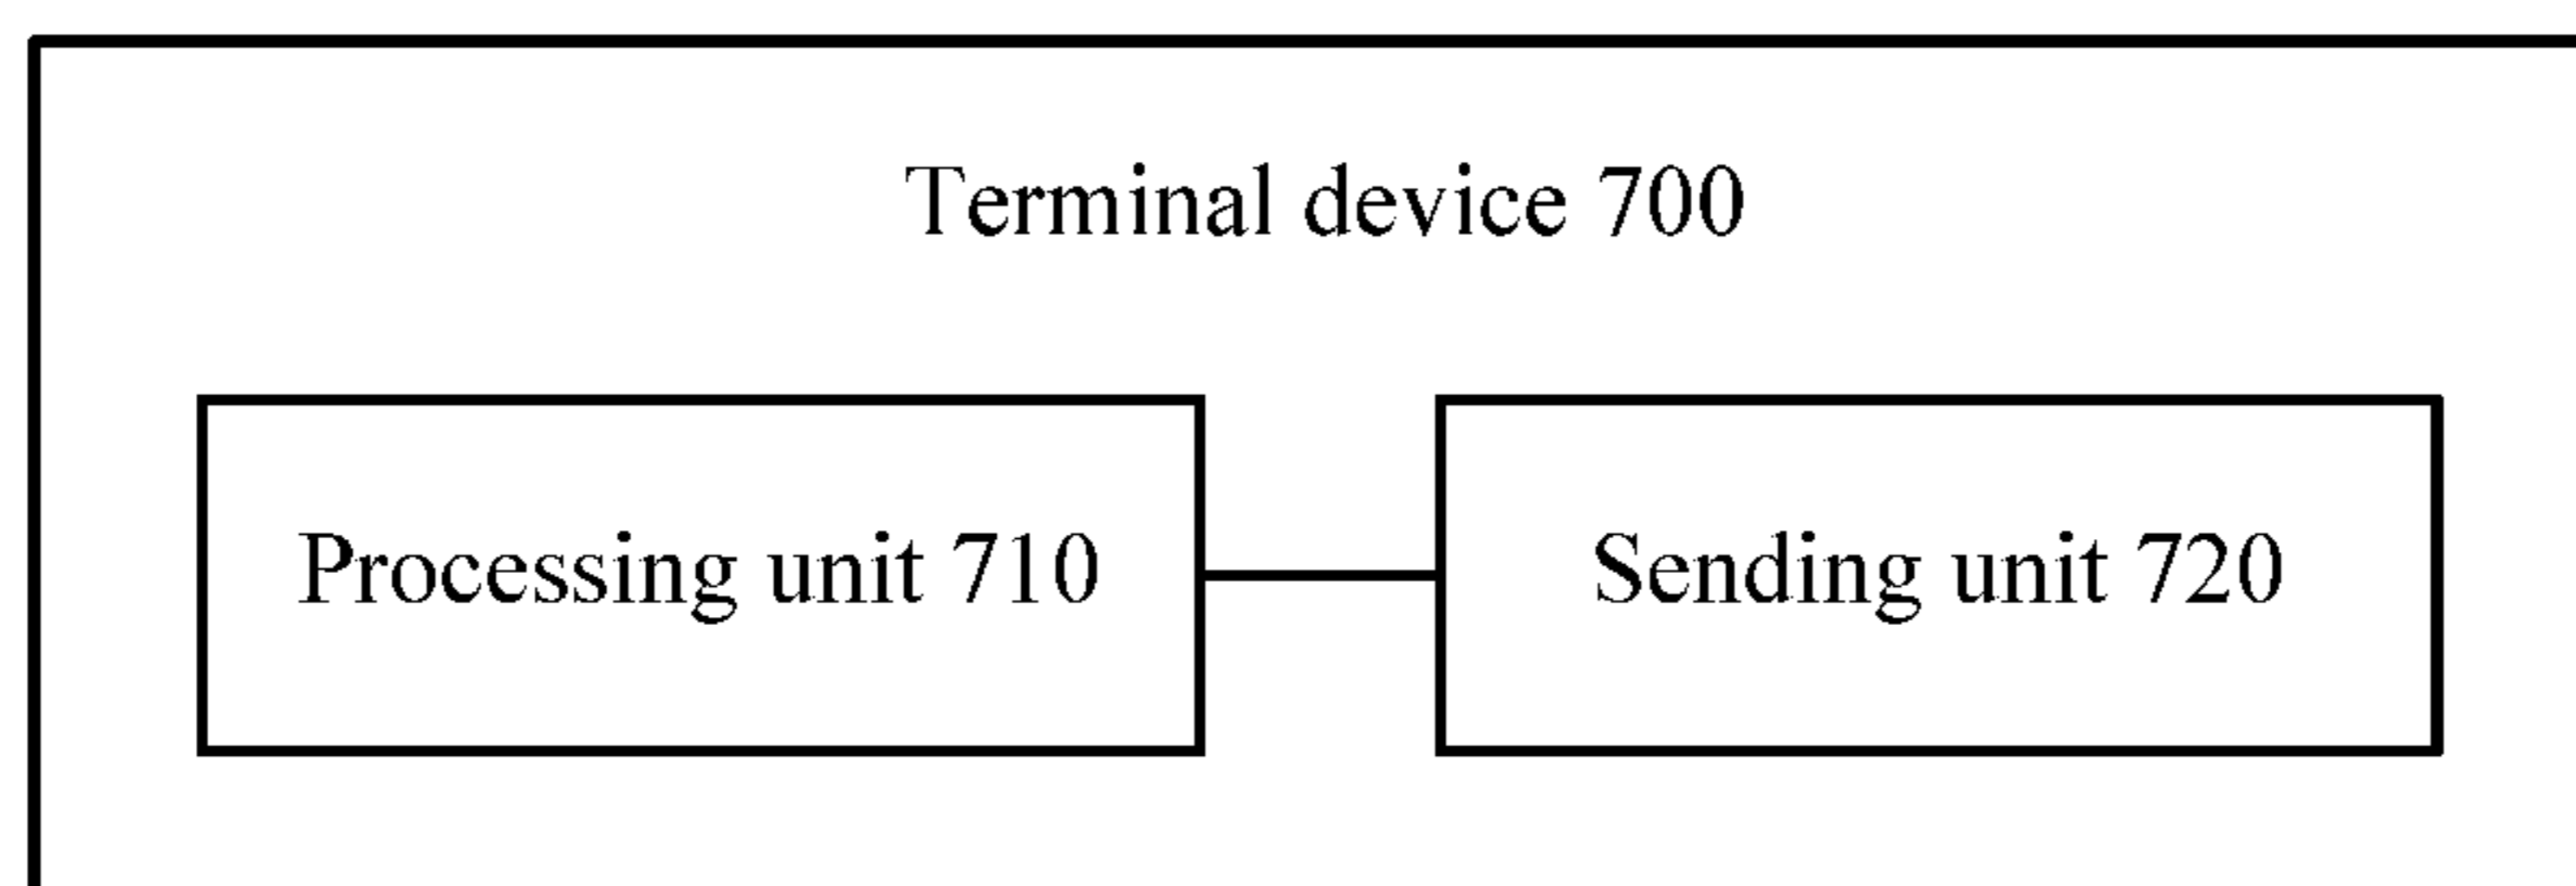 Terminal device 700
Processing unit 710
Sending unit 720